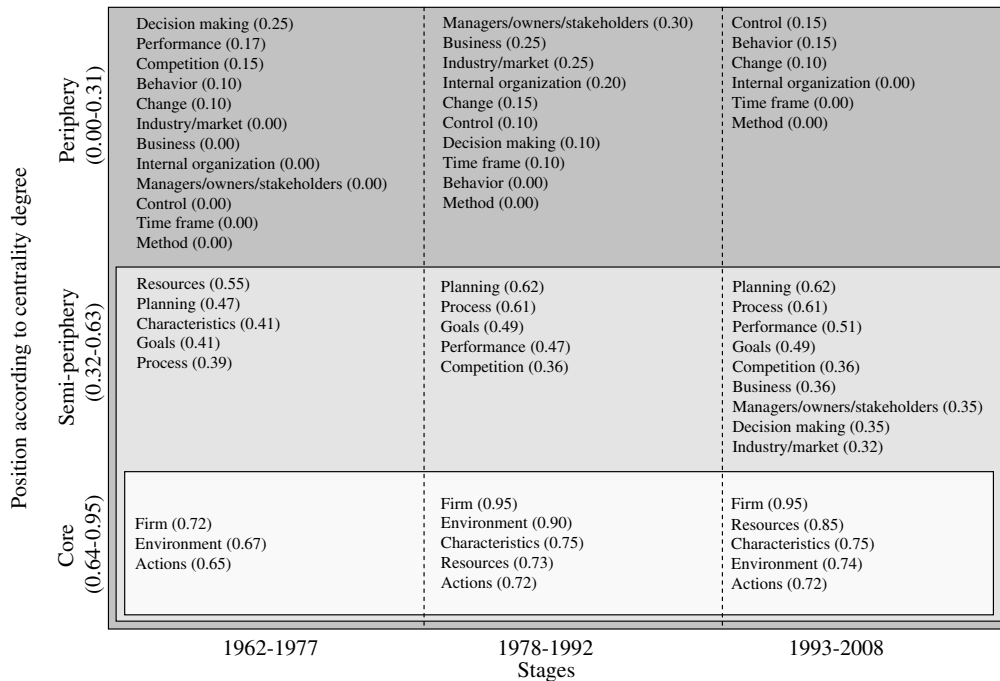 Position according to centrality degree
Periphery
(0.00-0.31)
Decision making (0.25)
Performance (0.17)
Competition (0.15)
Behavior (0.10)
Change (0.10)
Industry/market (0.00)
Business (0.00)
Internal organization (0.00)
Managers/owners/stakeholders (0.00)
Control (0.00)
Time frame (0.00)
Method (0.00)
Managers/owners/stakeholders (0.30)
Business (0.25)
Industry/market (0.25)
Internal organization (0.20)
Change (0.15)
Control (0.10)
Decision making (0.10)
Time frame (0.10)
Behavior (0.00)
Method (0.00)
Control (0.15)
Behavior (0.15)
Change (0.10)
Internal organization (0.00)
Time frame (0.00)
Method (0.00)
Semi-periphery
(0.32-0.63)
Resources (0.55)
Planning (0.47)
Characteristics (0.41)
Goals (0.41)
Process (0.39)
Planning (0.62)
Process (0.61)
Goals (0.49)
Performance (0.47)
Competition (0.36)
Planning (0.62)
Process (0.61)
Performance (0.51)
Goals (0.49)
Competition (0.36)
Business (0.36)
Managers/owners/stakeholders (0.35)
Decision making (0.35)
Industry/market (0.32)
Core
(0.64-0.95)
Firm (0.72)
Environment (0.67)
Actions (0.65)
Firm (0.95)
Environment (0.90)
Characteristics (0.75)
Resources (0.73)
Actions (0.72)
Firm (0.95)
Resources (0.85)
Characteristics (0.75)
Environment (0.74)
Actions (0.72)
1962-1977
1978-1992
1993-2008
Stages